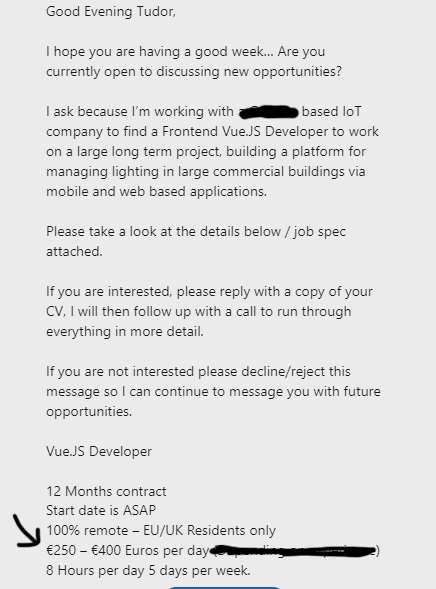 Good Evening Tudor,
I hope you are having a good week... Are you
currently open to discussing new opportunities?
I ask because I'm working with based IoT
company to find a Frontend VueJS Developer to work
on a large long term project, building a platform for
managing lighting in large commercial buildings via
mobile and web based applications.
Please take a look at the details below / job spec
attached.
If you are interested, please reply with a copy of your
CV, I will then follow up with a call to run through
everything in more detail.
If you are not interested please decline/reject this
message so I can continue to message you with future
opportunities.
VueJS Developer
12 Months contract
Start date is ASAP
100% remote – EU/UK Residents only
€250 – €400 Euros per day )
8 Hours per day 5 days per week.